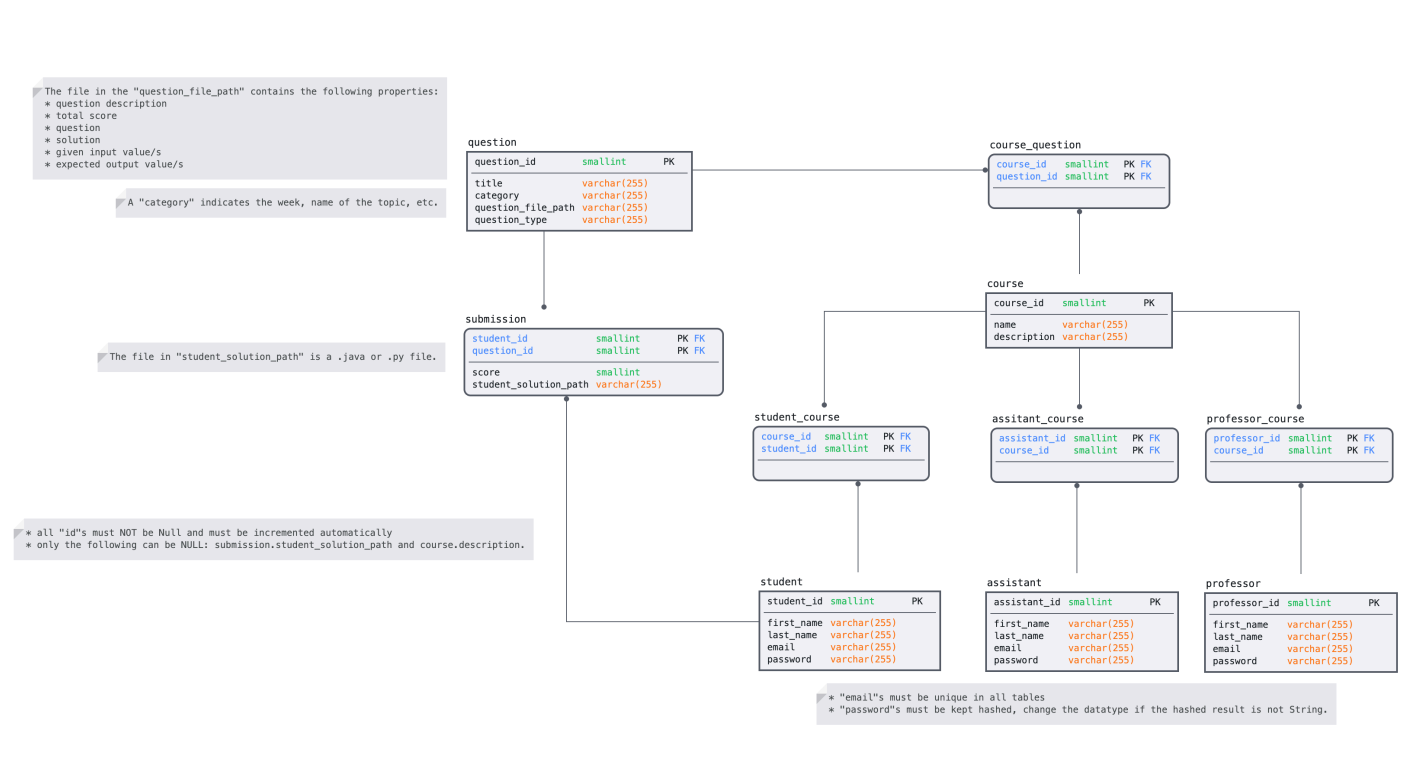 The file in the "question_file_path" contains the following properties:
* question description
* total score
* question
* solution
* given input value/s
* expected output value/s
A "category" indicates the week, name of the topic, etc.
question
question_id smallint PK
title varchar(255)
category varchar(255)
question_file_path varchar(255)
question_type varchar(255)
course_question
course_id smallint PK FK
question_id smallint PK FK
course
course_id smallint PK
name varchar(255)
description varchar(255)
submission
student_id smallint PK FK
question_id smallint PK FK
score smallint
student_solution_path varchar(255)
The file in "student_solution_path" is a .java or .py file.
student_course
course_id smallint PK FK
student_id smallint PK FK
assitant_course
assistant_id smallint PK FK
course_id smallint PK FK
professor_course
professor_id smallint PK FK
course_id smallint PK FK
* all "id"s must NOT be Null and must be incremented automatically
* only the following can be NULL: submission.student_solution_path and course.description.
student
student_id smallint PK
first_name varchar(255)
last_name varchar(255)
email varchar(255)
password varchar(255)
assistant
assistant_id smallint PK
first_name varchar(255)
last_name varchar(255)
email varchar(255)
password varchar(255)
professor
professor_id smallint PK
first_name varchar(255)
last_name varchar(255)
email varchar(255)
password varchar(255)
* "email"s must be unique in all tables
* "password"s must be kept hashed, change the datatype if the hashed result is not String.